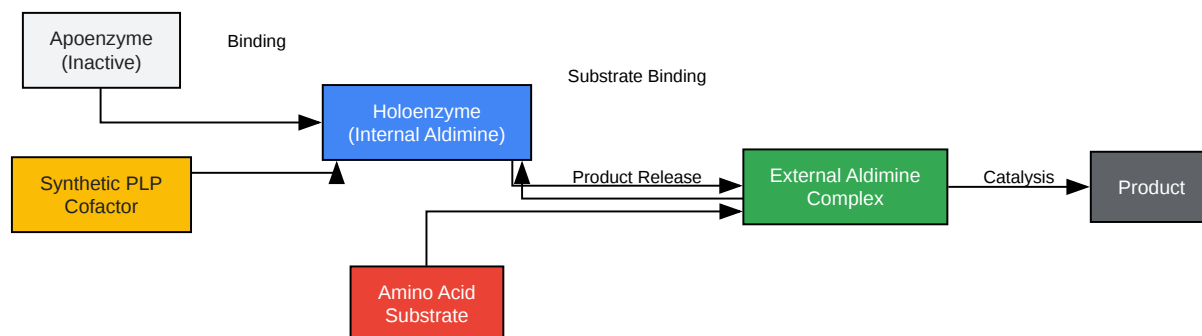 Apoenzyme
(Inactive)
Binding
Substrate Binding
Holoenzyme
(Internal Aldimine)
Synthetic PLP
Cofactor
Product Release
External Aldimine
Complex
Catalysis
Product
Amino Acid
Substrate